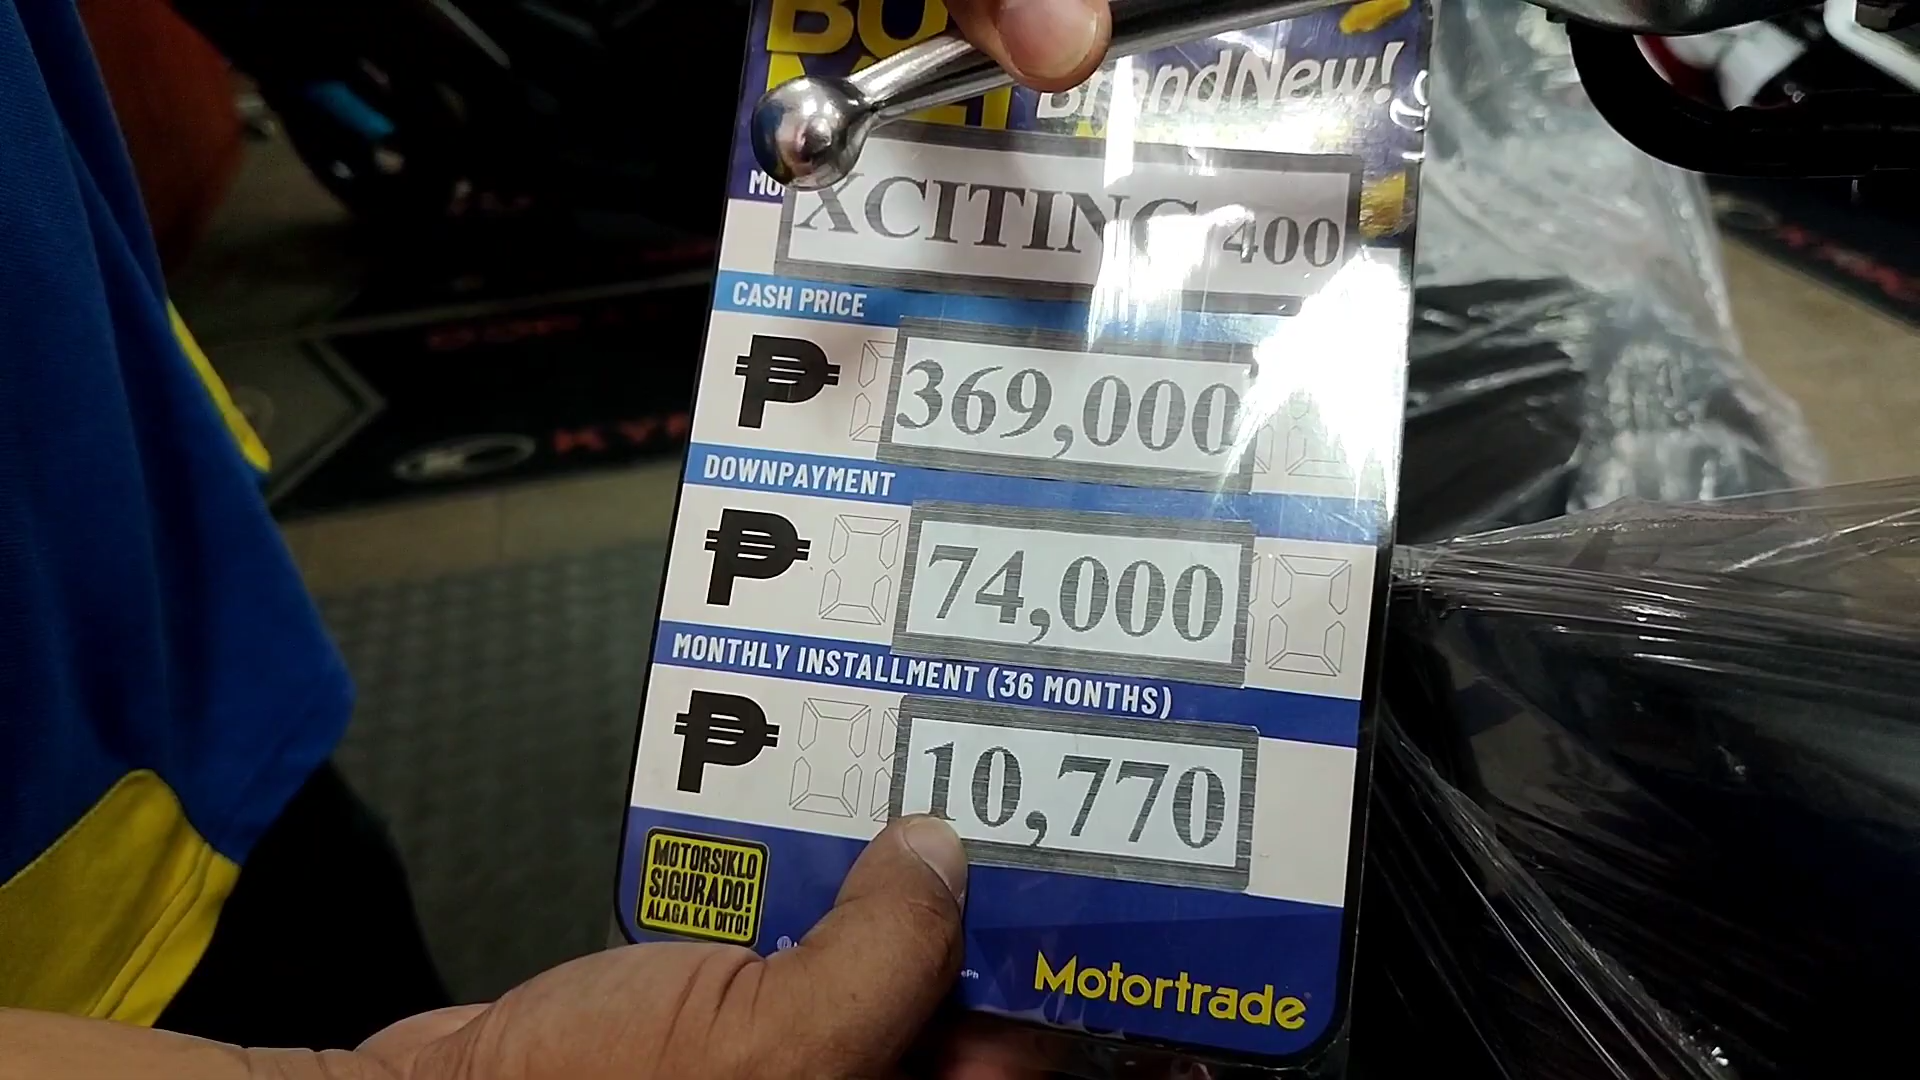 BrandNew!
XCITING 400
CASH PRICE
₱ 369,000
DOWNPAYMENT
₱ 74,000
MONTHLY INSTALLMENT (36 MONTHS)
₱ 10,770
MOTORSIKLO
SIGURADO!
ALAGA KA DITO!
Motortrade